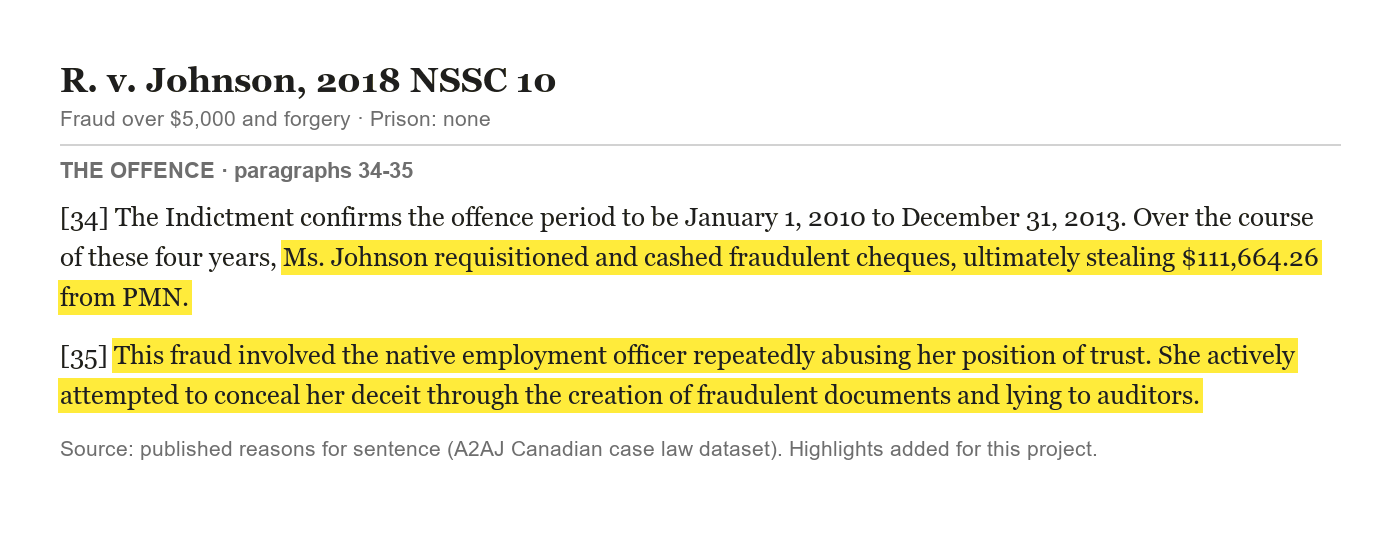 R. v. Johnson, 2018 NSSC 10
Fraud over $5,000 and forgery · Prison: none
THE OFFENCE · paragraphs 34-35
[34] The Indictment confirms the offence period to be January 1, 2010 to December 31, 2013. Over the course
of these four years, Ms. Johnson requisitioned and cashed fraudulent cheques, ultimately stealing $111,664.26
from PMN.
[35] This fraud involved the native employment officer repeatedly abusing her position of trust. She actively
attempted to conceal her deceit through the creation of fraudulent documents and lying to auditors.
Source: published reasons for sentence (A2AJ Canadian case law dataset). Highlights added for this project.